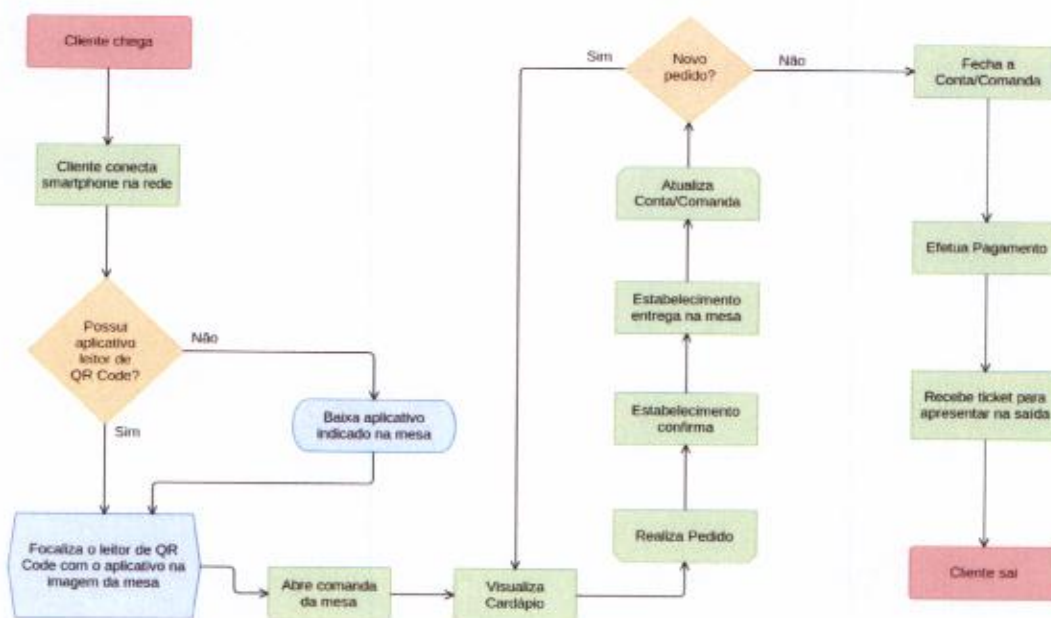 Cliente chega
Cliente conecta
smartphone na rede
Possui
aplicativo
leitor de
QR Code?
Não
Sim
Baixa aplicativo
indicado na mesa
Focaliza o leitor de QR
Code com o aplicativo na
imagem da mesa
Abre comanda
da mesa
Visualiza
Cardápio
Realiza Pedido
Estabelecimento
confirma
Estabelecimento
entrega na mesa
Atualiza
Conta/Comanda
Novo
pedido?
Sim
Não
Fecha a
Conta/Comanda
Efetua Pagamento
Recebe ticket para
apresentar na saída
Cliente sai